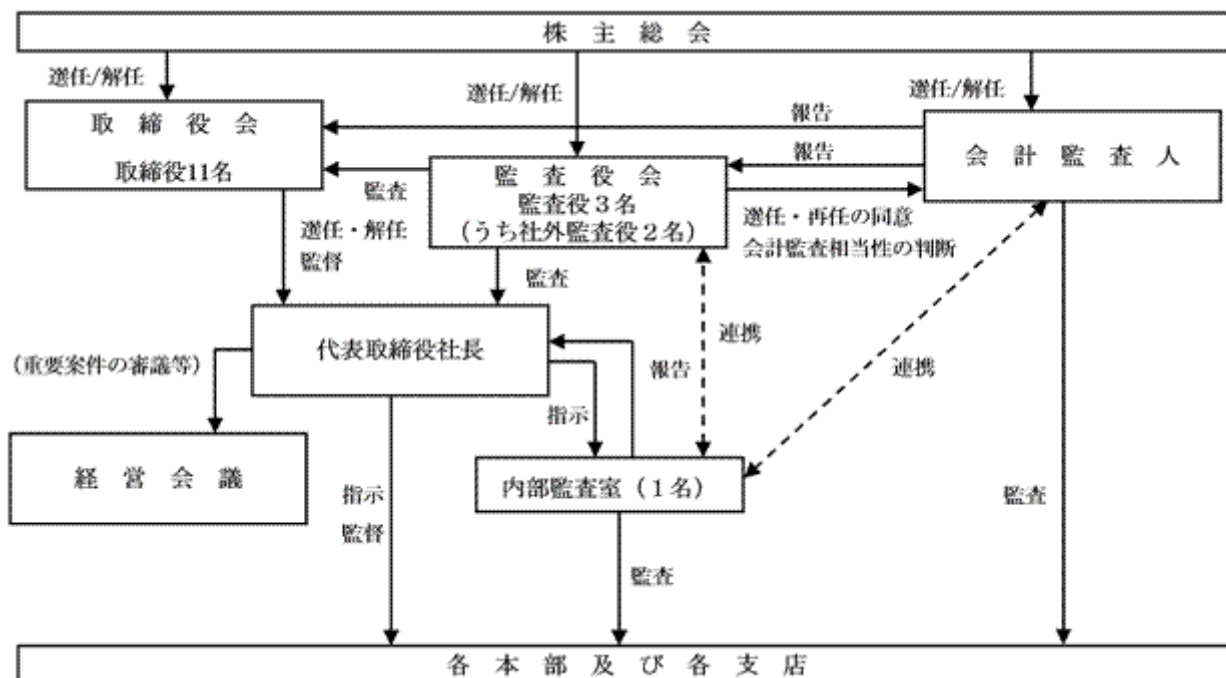 株 主 総 会
選任/解任
選任/解任
選任/解任
取 締 役 会
取締役11名
報告
会 計 監 査 人
報告
監査
監 査 役 会
監査役3名
(うち社外監査役2名)
選任・再任の同意
会計監査相当性の判断
選任・解任
監督
監査
代表取締役社長
連携
連携
(重要案件の審議等)
報告
指示
経 営 会 議
内部監査室(1名)
指示
監督
監査
監査
各 本 部 及 び 各 支 店